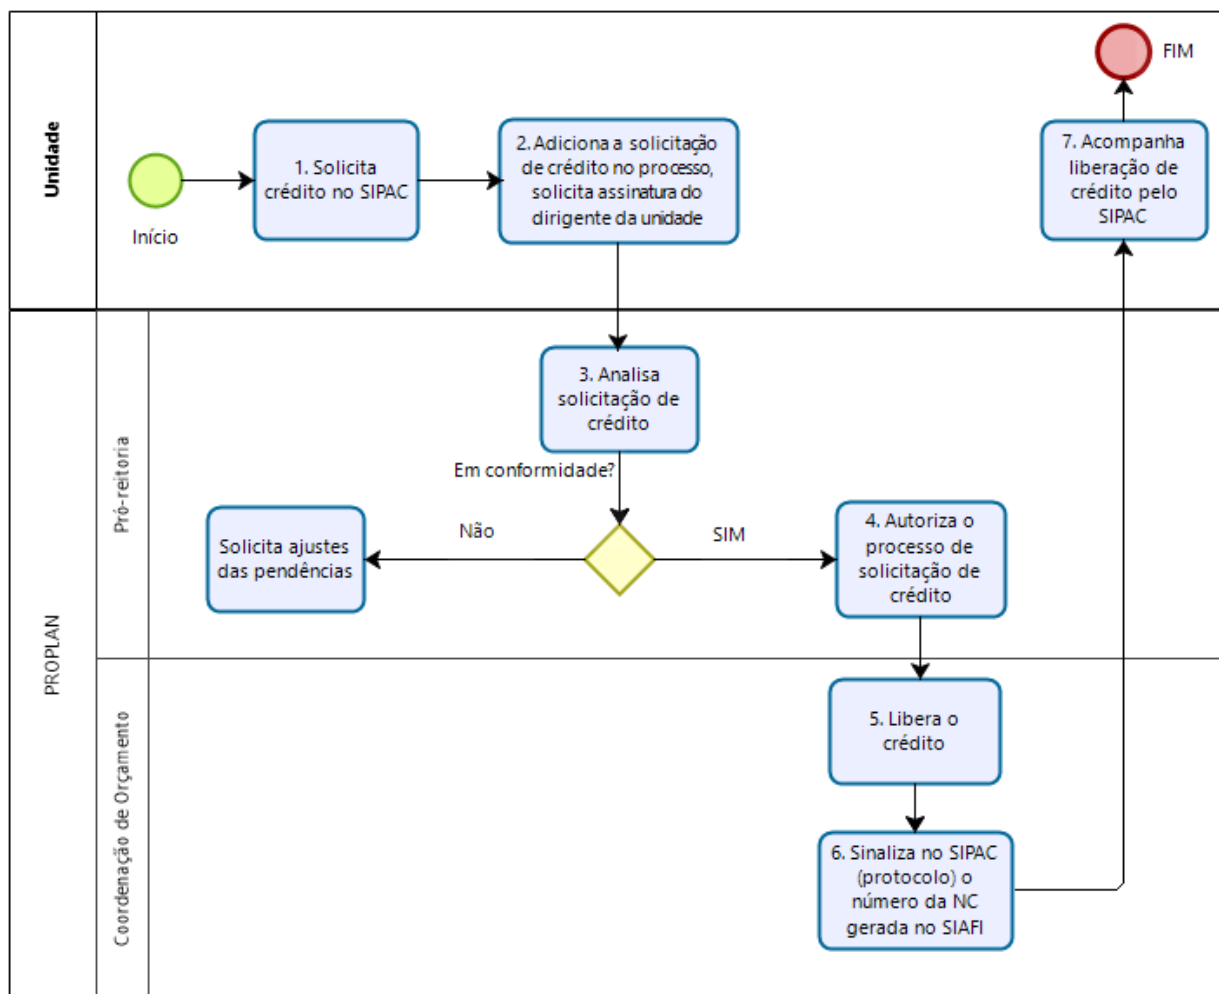 Unidade
Início
1. Solicita
crédito no SIPAC
2. Adiciona a solicitação
de crédito no processo,
solicita assinatura do
dirigente da unidade
FIM
7. Acompanha
liberação de
crédito pelo
SIPAC
PROPLAN
Pró-reitoria
3. Analisa
solicitação de
crédito
Em conformidade?
Não
SIM
Solicita ajustes
das pendências
4. Autoriza o
processo de
solicitação de
crédito
Coordenação de Orçamento
5. Libera o
crédito
6. Sinaliza no SIPAC
(protocolo) o
número da NC
gerada no SIAFI